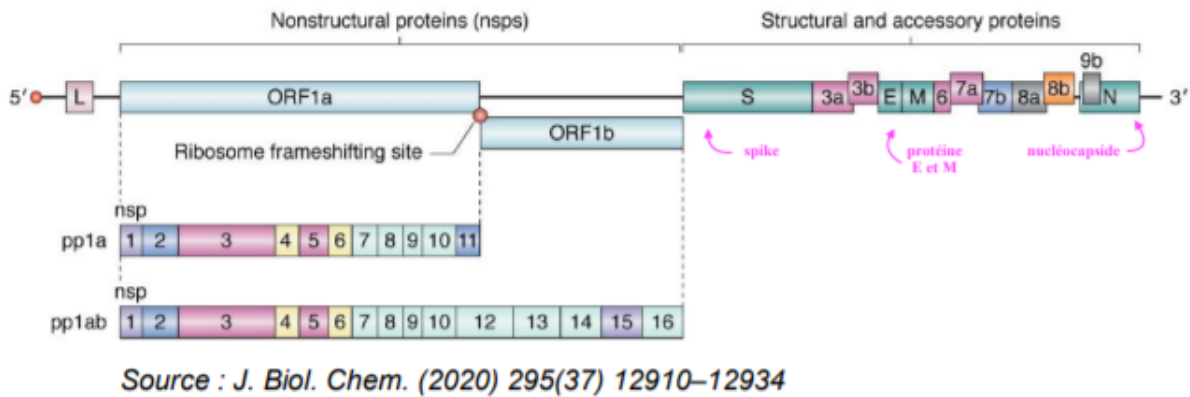 Nonstructural proteins (nsps)
Structural and accessory proteins
9b
5′ L ORF1a S 3a 3b E M 6 7a 7b 8a 8b N 3′
ORF1b
Ribosome frameshifting site
spike
protéine
E et M
nucléocapside
nsp
pp1a 1 2 3 4 5 6 7 8 9 10 11
nsp
pp1ab 1 2 3 4 5 6 7 8 9 10 12 13 14 15 16
Source : J. Biol. Chem. (2020) 295(37) 12910–12934